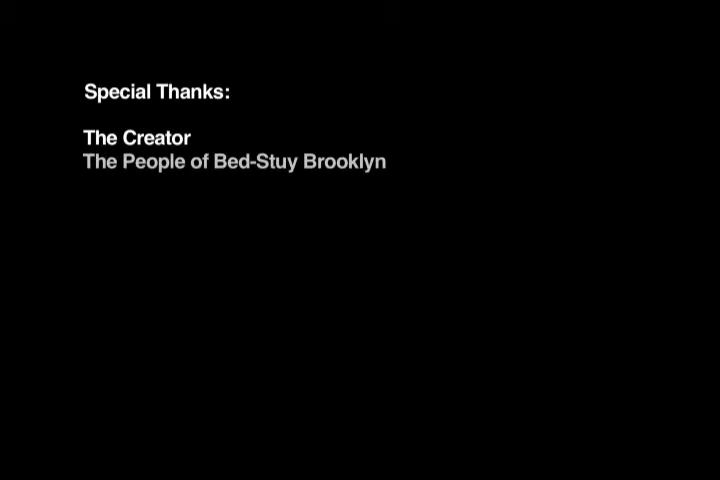 Special Thanks:
The Creator
The People of Bed-Stuy Brooklyn